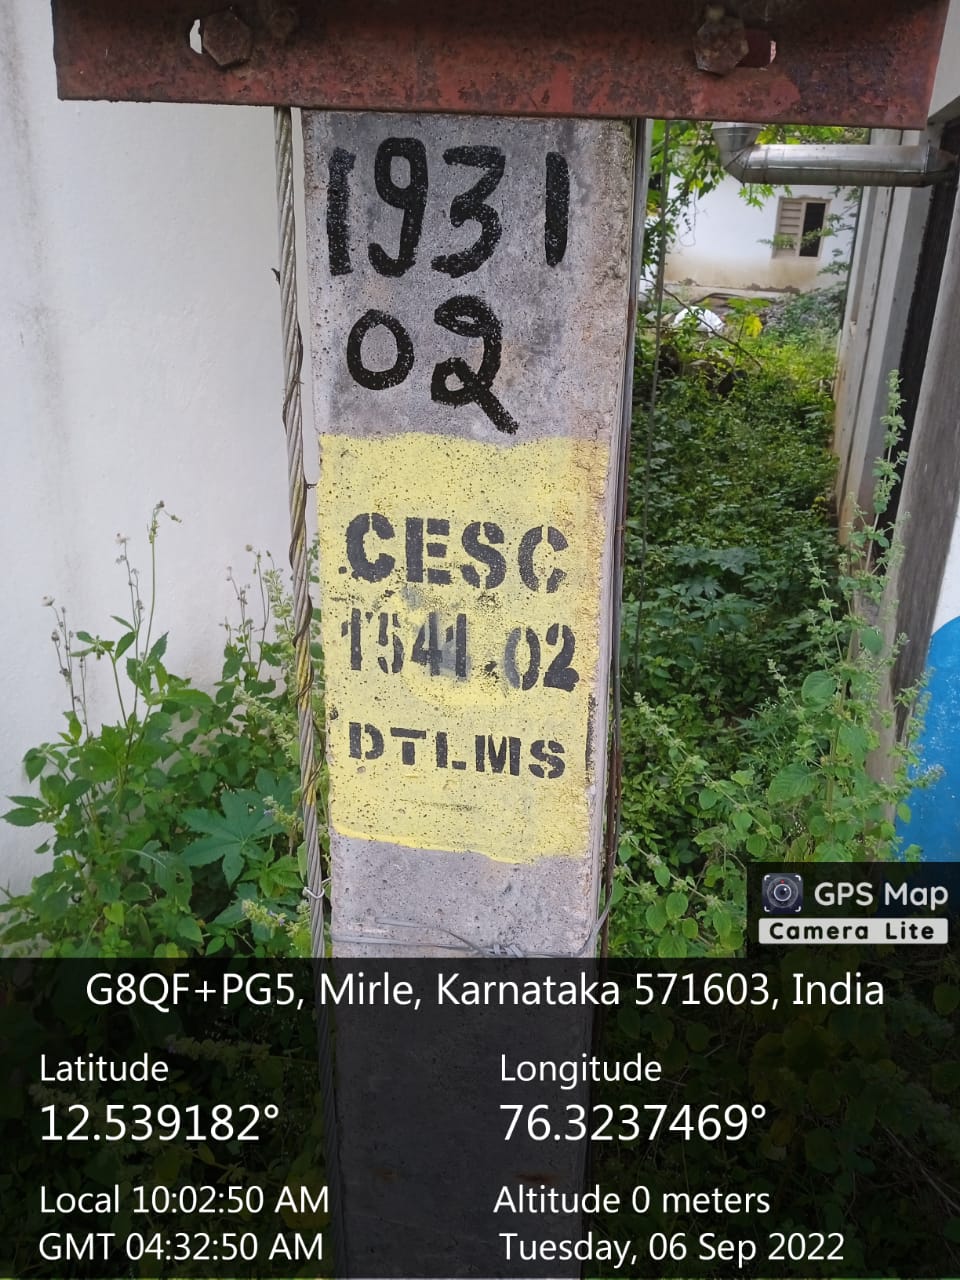 1931
02
CESC
1541.02
DTLMS
GPS Map
Camera Lite
G8QF+PG5, Mirle, Karnataka 571603, India
Latitude
12.539182°
Longitude
76.3237469°
Local 10:02:50 AM
GMT 04:32:50 AM
Altitude 0 meters
Tuesday, 06 Sep 2022